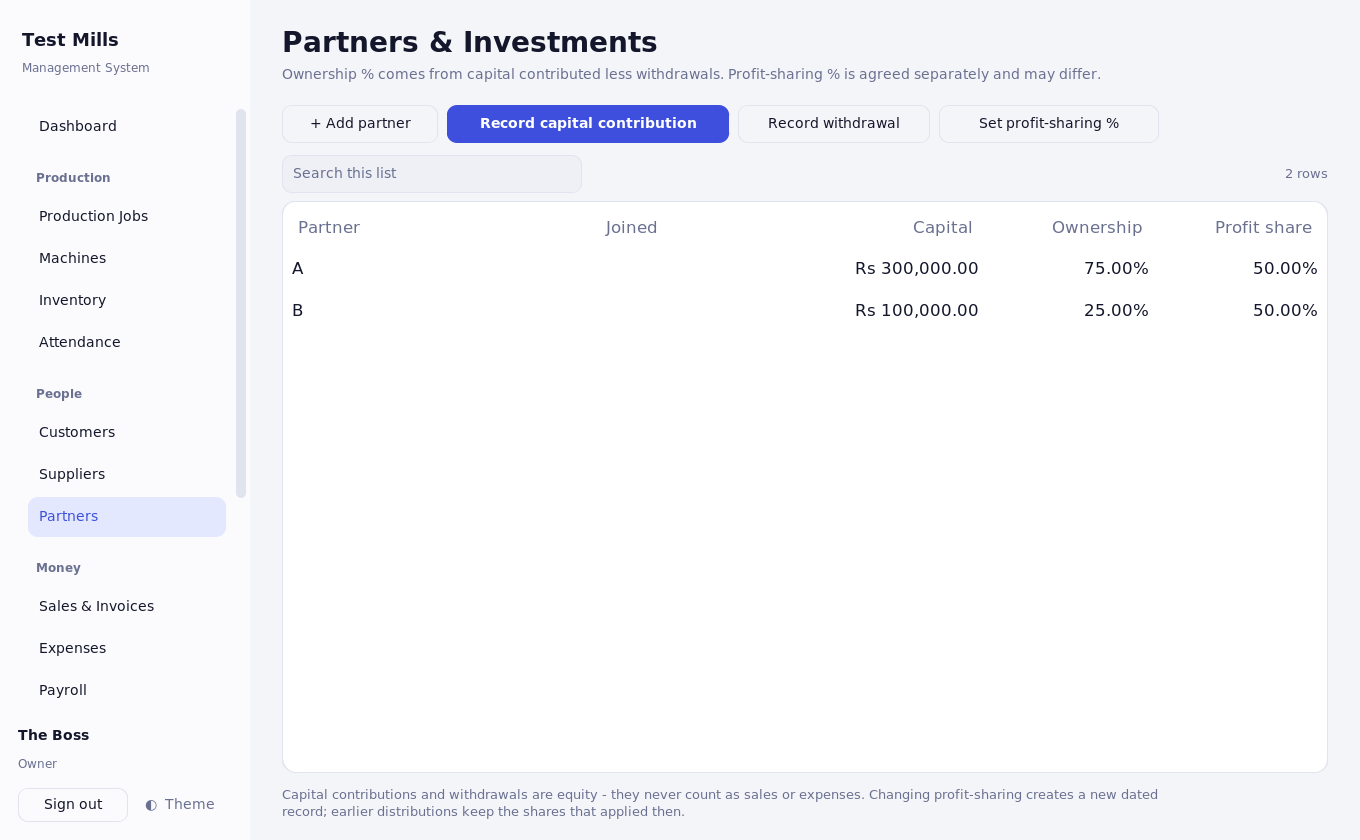 Test Mills
Management System
Dashboard
Production
Production Jobs
Machines
Inventory
Attendance
People
Customers
Suppliers
Partners
Money
Sales & Invoices
Expenses
Payroll
The Boss
Owner
Sign out
◐ Theme
Partners & Investments
Ownership % comes from capital contributed less withdrawals. Profit-sharing % is agreed separately and may differ.
+ Add partner Record capital contribution Record withdrawal Set profit-sharing %
Search this list 2 rows
Partner Joined Capital Ownership Profit share
A Rs 300,000.00 75.00% 50.00%
B Rs 100,000.00 25.00% 50.00%
Capital contributions and withdrawals are equity - they never count as sales or expenses. Changing profit-sharing creates a new dated
record; earlier distributions keep the shares that applied then.